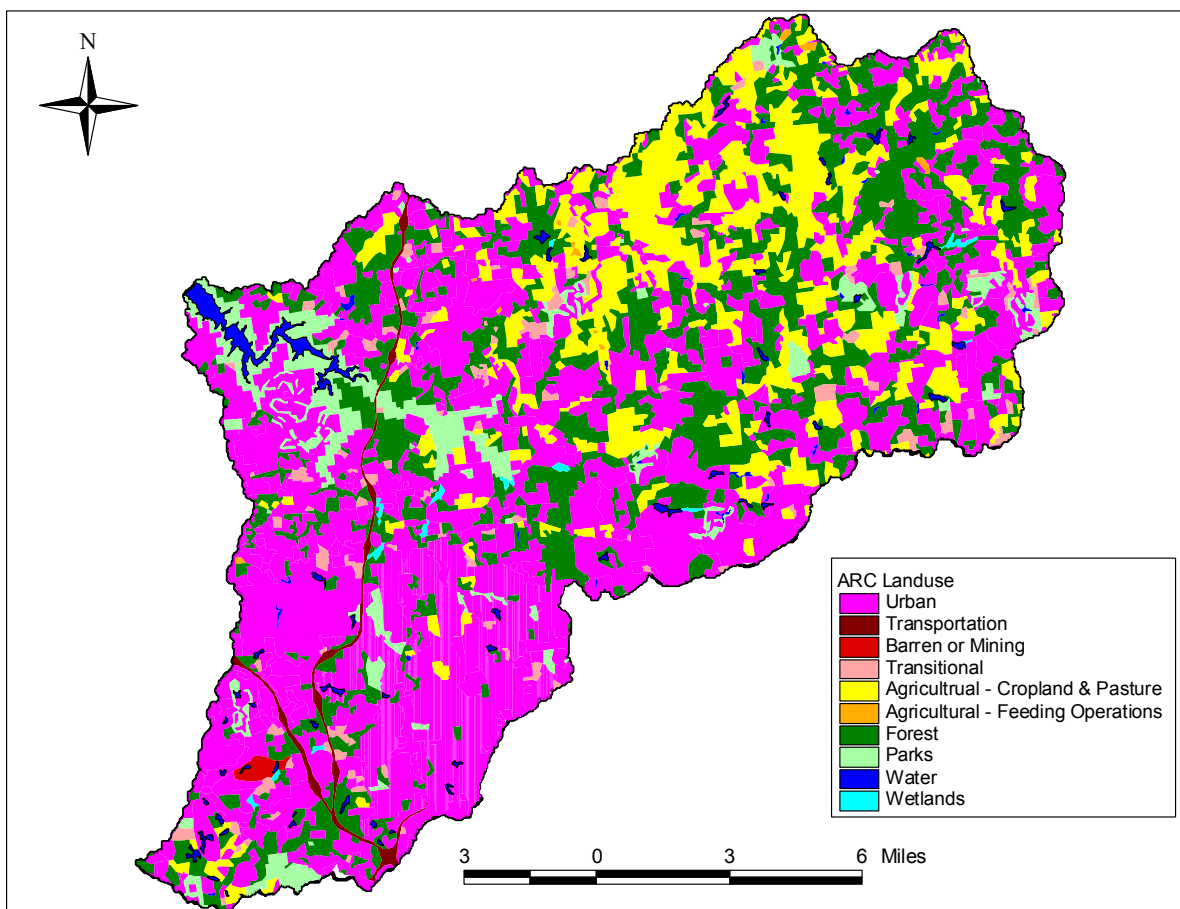 N
ARC Landuse
Urban
Transportation
Barren or Mining
Transitional
Agricultrual - Cropland & Pasture
Agricultural - Feeding Operations
Forest
Parks
Water
Wetlands
3 0 3 6 Miles